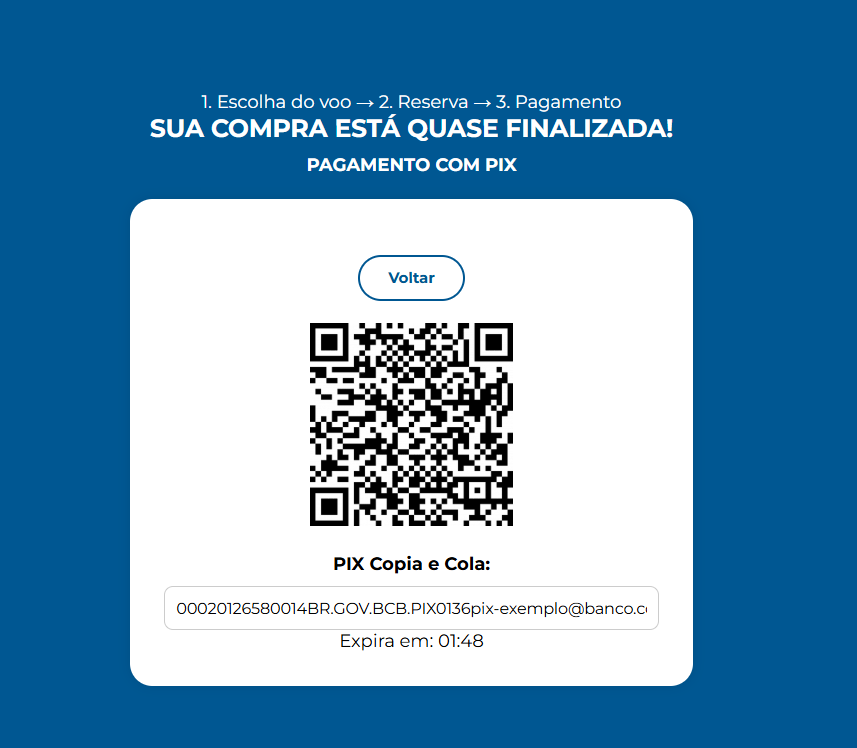 1. Escolha do voo → 2. Reserva → 3. Pagamento
SUA COMPRA ESTÁ QUASE FINALIZADA!
PAGAMENTO COM PIX
Voltar
PIX Copia e Cola:
00020126580014BR.GOV.BCB.PIX0136pix-exemplo@banco.c
Expira em: 01:48